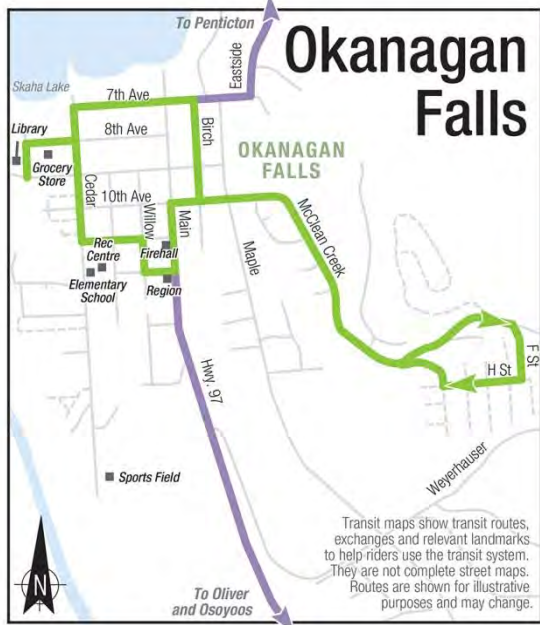 To Penticton
Okanagan
Falls
Skaha Lake
Eastside
7th Ave
Library
8th Ave
Birch
Grocery
Store
OKANAGAN
FALLS
Cedar
10th Ave
Willow
Main
McClean Creek
Rec
Centre
Firehall
Maple
Elementary
School
Region
F St
H St
Hwy. 97
Weyerhauser
Sports Field
Transit maps show transit routes,
exchanges and relevant landmarks
to help riders use the transit system.
They are not complete street maps.
Routes are shown for illustrative
purposes and may change.
N
To Oliver
and Osoyoos